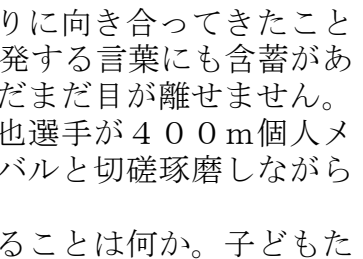 りに向き合ってきたこと
発する言葉にも含蓄があ
だまだ目が離せません。
也選手が４００ｍ個人メ
バルと切磋琢磨しながら
ることは何か。子どもた